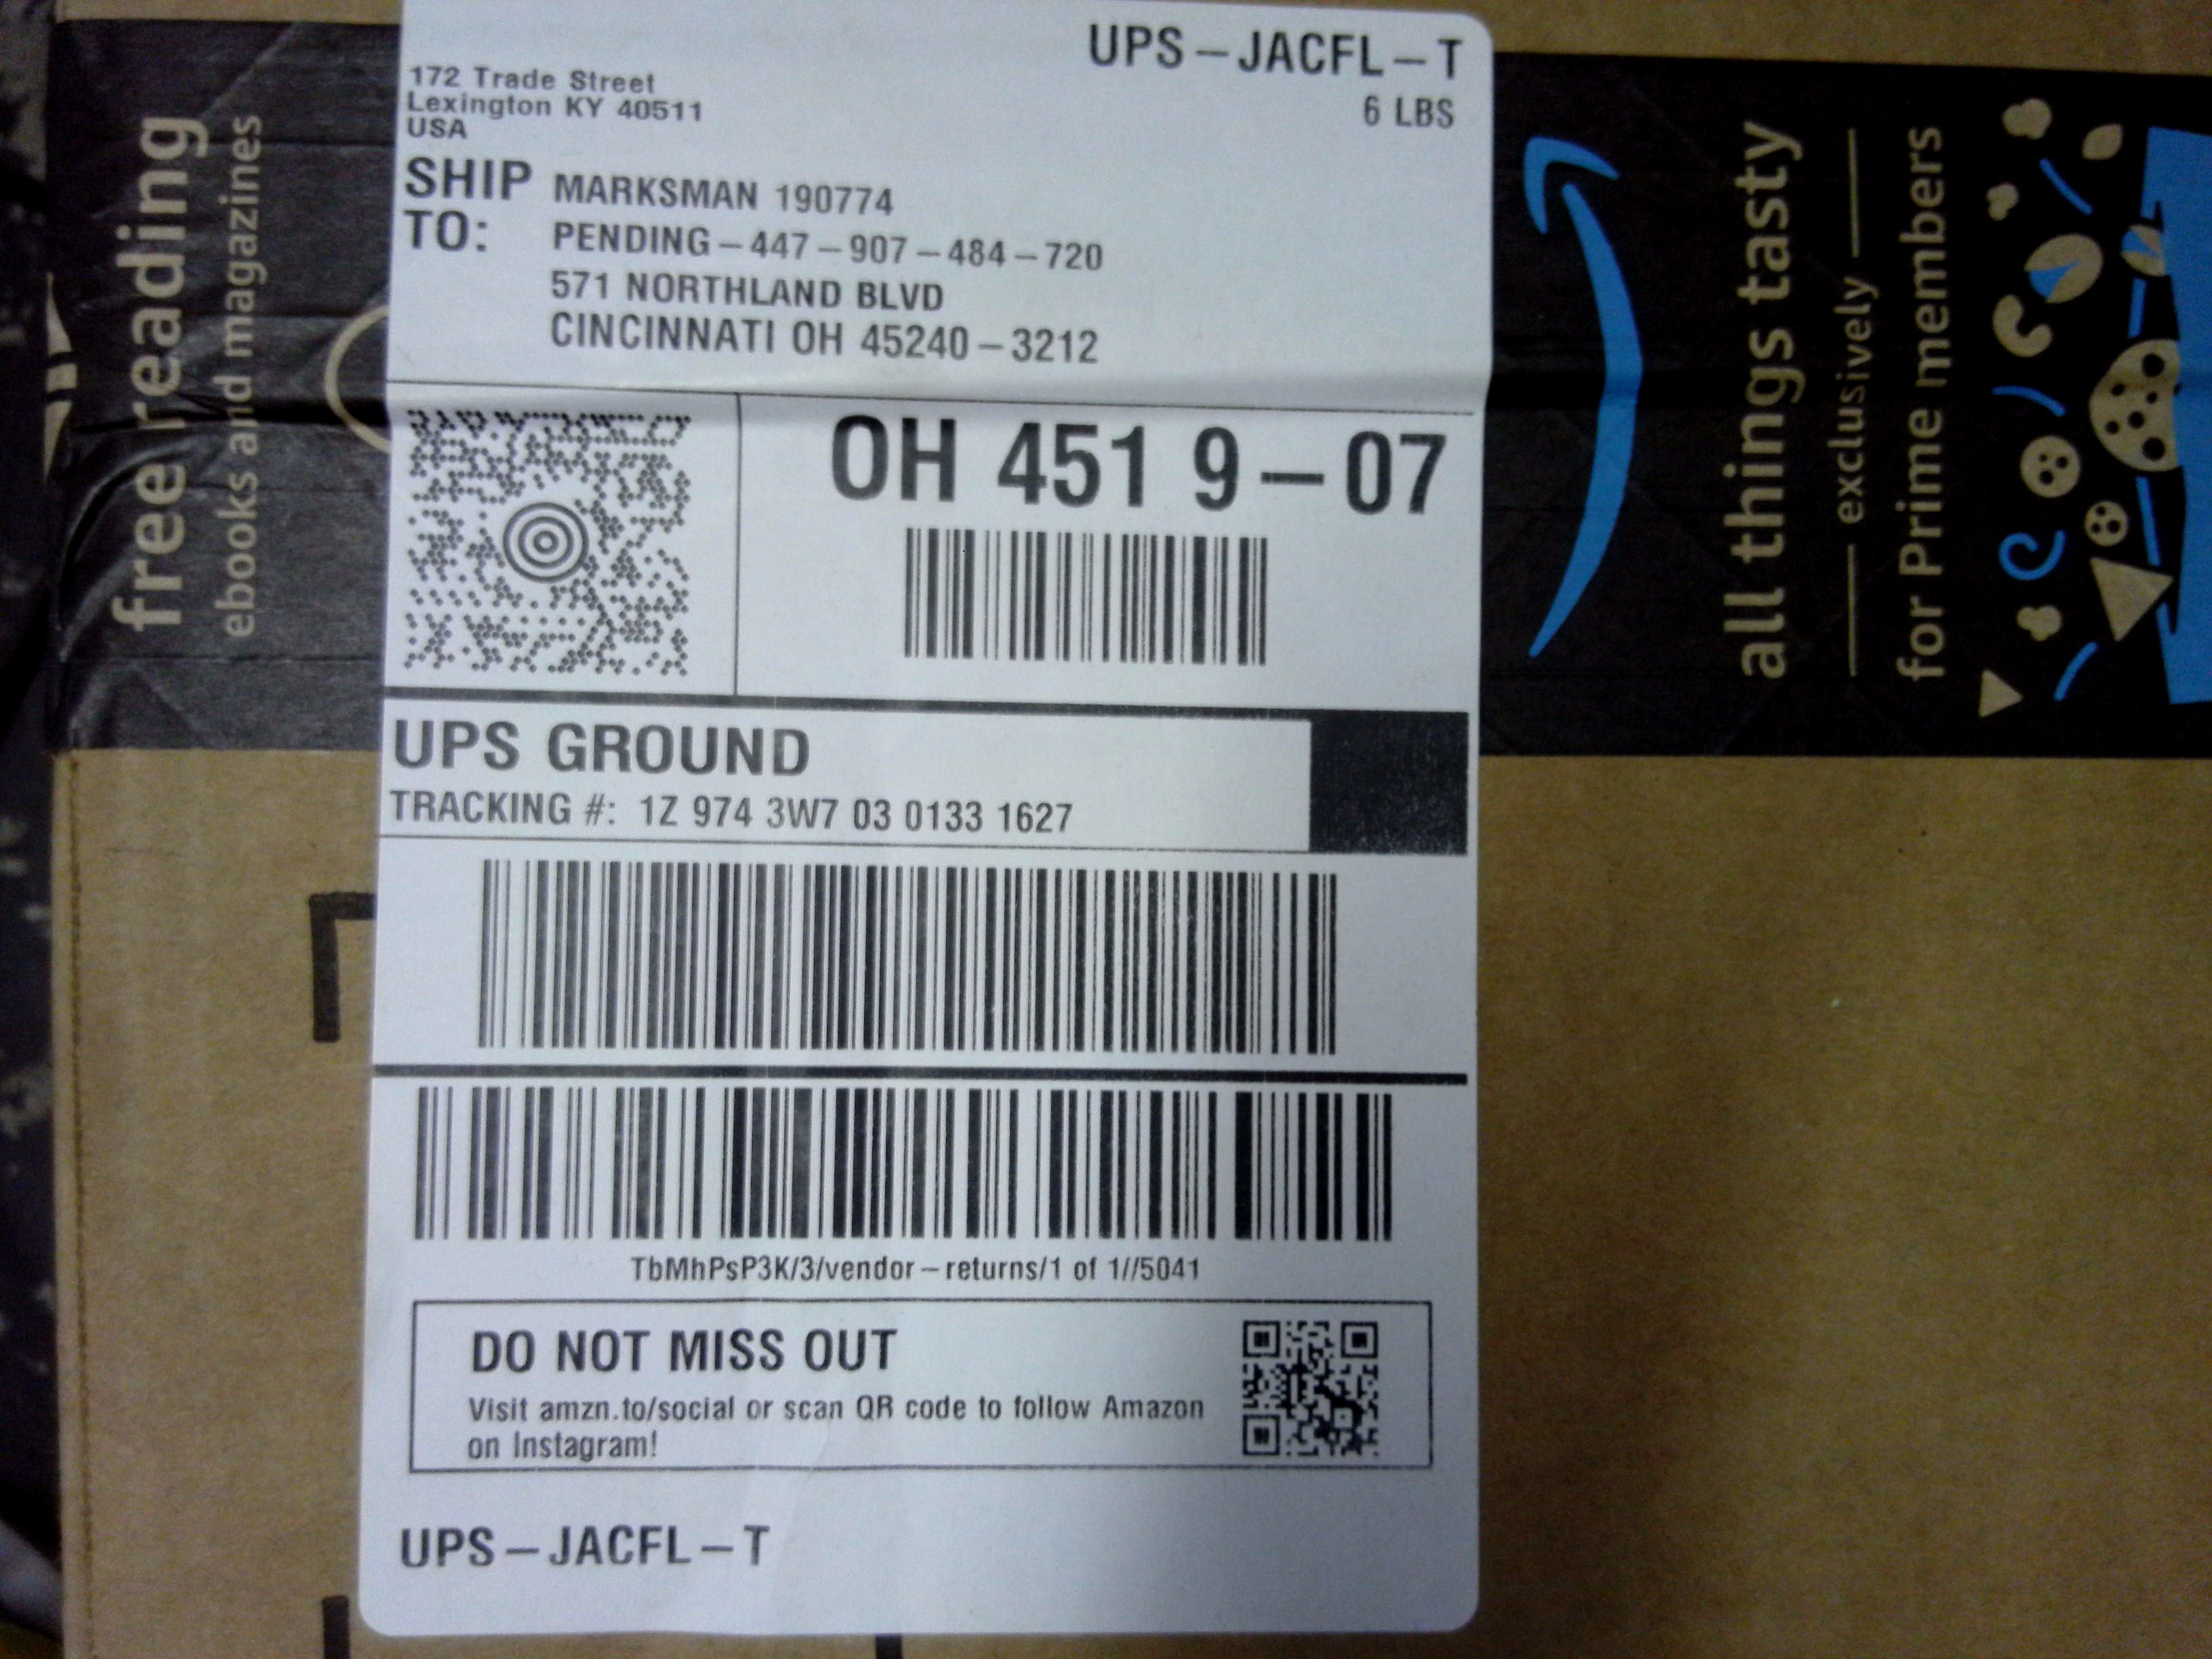 UPS-JACFL-T
6 LBS
172 Trade Street
Lexington KY 40511
USA
SHIP TO:
MARKSMAN 190774
PENDING-447-907-484-720
571 NORTHLAND BLVD
CINCINNATI OH 45240-3212
OH 451 9-07
UPS GROUND
TRACKING #: 1Z 974 3W7 03 0133 1627
TbMhPsP3K/3/vendor-returns/1 of 1//5041
DO NOT MISS OUT
Visit amzn.to/social or scan QR code to follow Amazon
on Instagram!
UPS-JACFL-T
free reading
ebooks and magazines
all things tasty
exclusively
for Prime members